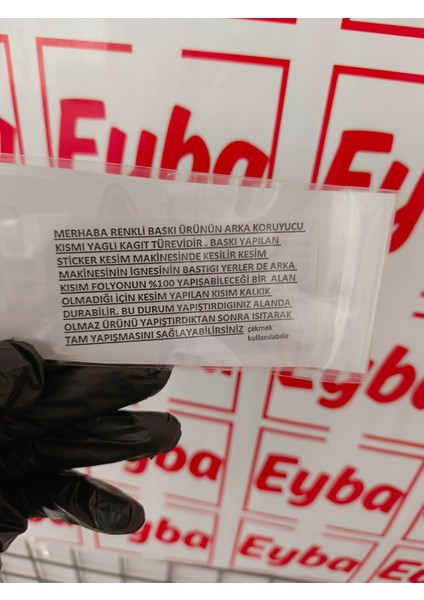 Eyba
MERHABA RENKLİ BASKI ÜRÜNÜN ARKA KORUYUCU
KISMI YAGLI KAGIT TÜREVİDİR . BASKI YAPILAN
STİCKER KESİM MAKİNESİNDE KESİLİR KESİM
MAKİNESİNİN İGNESİNİN BASTIGI YERLER DE ARKA
KISIM FOLYONUN %100 YAPIŞABİLECEĞİ BİR ALAN
OLMADIĞI İÇİN KESİM YAPILAN KISIM KALKIK
DURABİLİR. BU DURUM YAPIŞTIRDIGINIZ ALANDA
OLMAZ ÜRÜNÜ YAPIŞTIRDIKTAN SONRA ISITARAK
TAM YAPIŞMASINI SAĞLAYABİLİRSİNİZ çakmak
kullanılabilir
Eyba
Eyba
Eyba